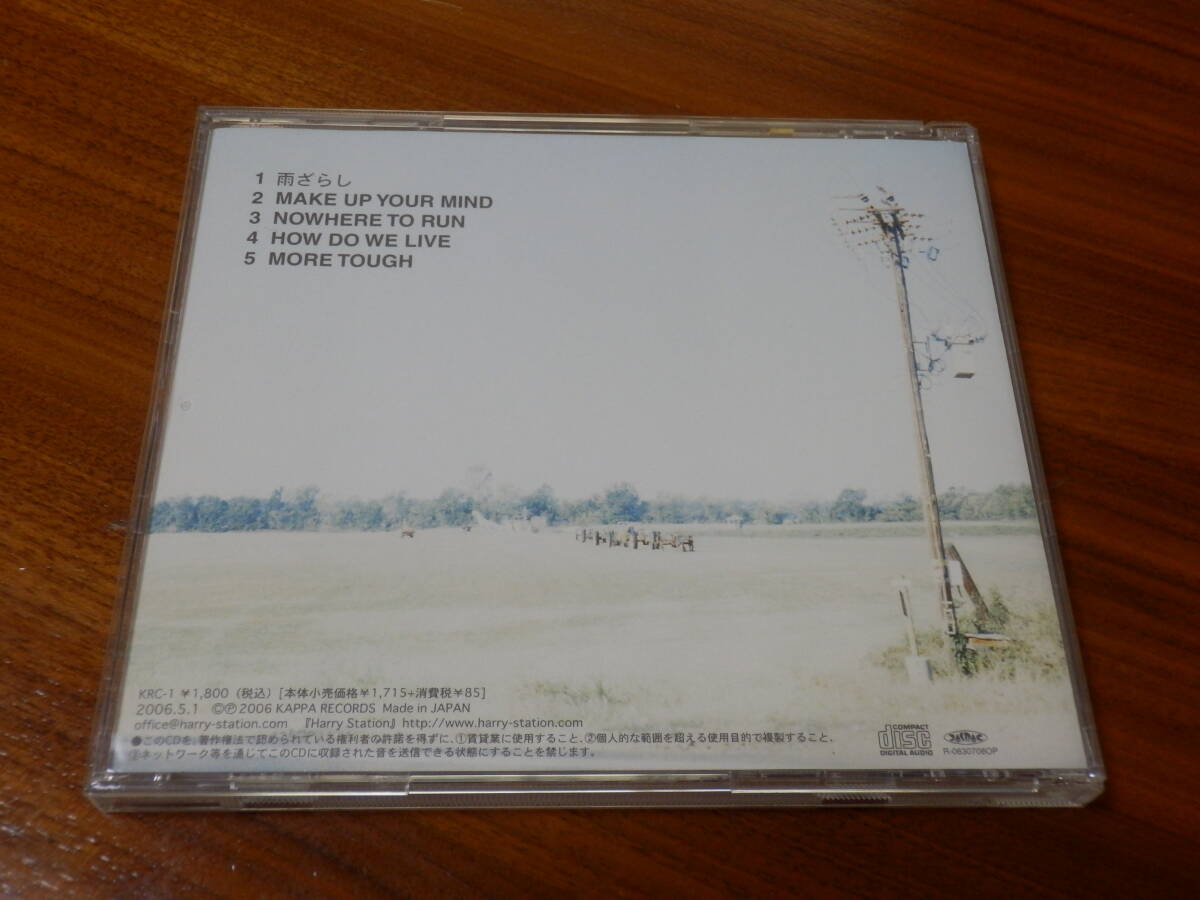 1 雨ざらし
2 MAKE UP YOUR MIND
3 NOWHERE TO RUN
4 HOW DO WE LIVE
5 MORE TOUGH
KRC-1 ¥1,800（税込）[本体小売価格¥1,715+消費税¥85]
2006.5.1 ©℗2006 KAPPA RECORDS Made in JAPAN
office@harry-station.com 『Harry Station』http://www.harry-station.com
●このCDを、著作権法で認められている権利者の許諾を得ずに、①賃貸業に使用すること、②個人的な範囲を超える使用目的で複製すること、
③ネットワーク等を通じてこのCDに収録された音を送信できる状態にすることを禁じます。
COMPACT
disc
DIGITAL AUDIO
R-0630708OP